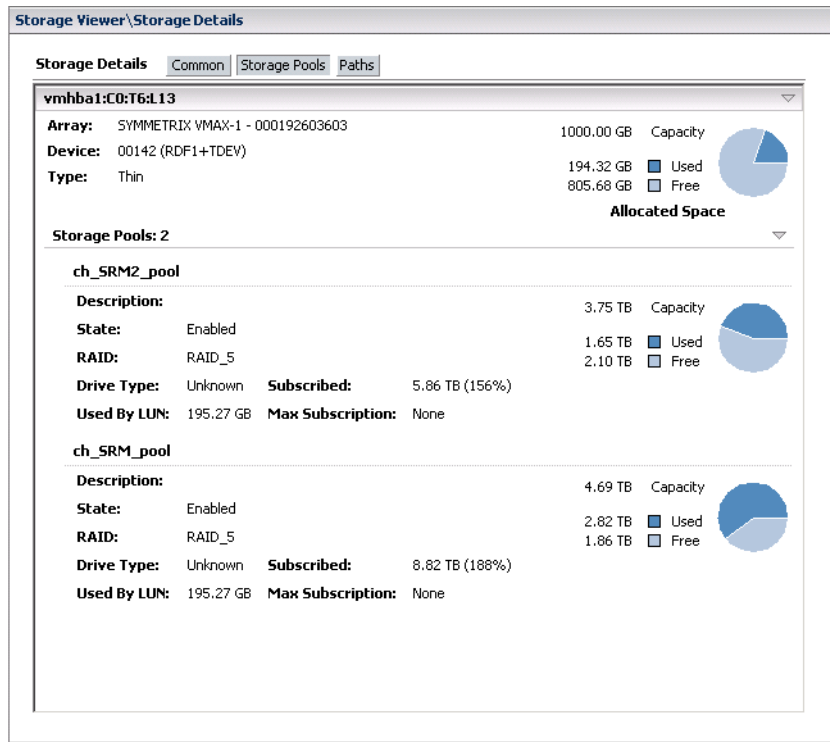 Storage Viewer\Storage Details
Storage Details Common Storage Pools Paths
vmhba1:C0:T6:L13
Array: SYMMETRIX VMAX-1 - 000192603603
1000.00 GB Capacity
Device: 00142 (RDF1+TDEV)
194.32 GB Used
Type: Thin
805.68 GB Free
Allocated Space
Storage Pools: 2
ch_SRM2_pool
Description:
3.75 TB Capacity
State: Enabled
1.65 TB Used
RAID: RAID_5
2.10 TB Free
Drive Type: Unknown Subscribed: 5.86 TB (156%)
Used By LUN: 195.27 GB Max Subscription: None
ch_SRM_pool
Description:
4.69 TB Capacity
State: Enabled
2.82 TB Used
RAID: RAID_5
1.86 TB Free
Drive Type: Unknown Subscribed: 8.82 TB (188%)
Used By LUN: 195.27 GB Max Subscription: None